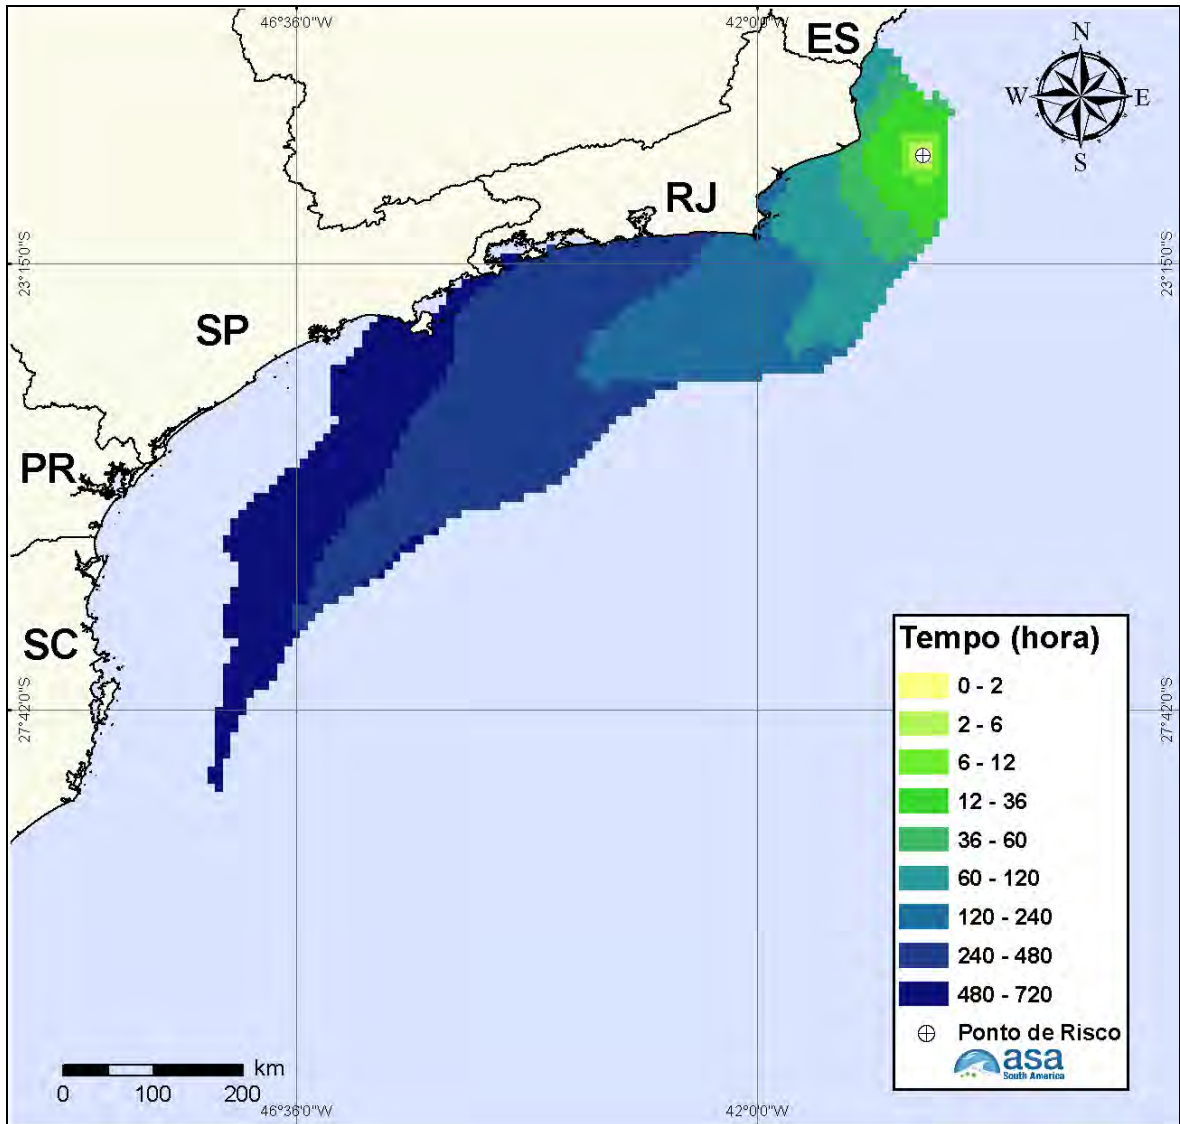 46°36'0"W
42°0'0"W
ES
N
W
E
S
RJ
23°15'0"S
23°15'0"S
SP
PR
SC
27°42'0"S
27°42'0"S
Tempo (hora)
0 - 2
2 - 6
6 - 12
12 - 36
36 - 60
60 - 120
120 - 240
240 - 480
480 - 720
Ponto de Risco
asa
South America
km
0 100 200
46°36'0"W
42°0'0"W